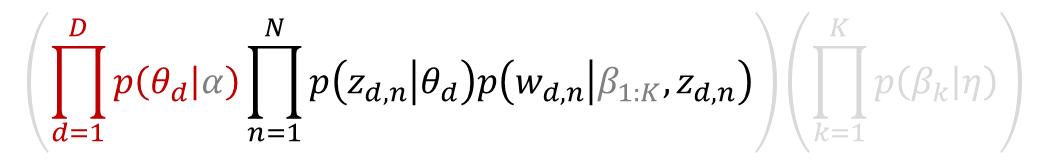 (∏_{d=1}^{D} p(θ_d|α) ∏_{n=1}^{N} p(z_{d,n}|θ_d)p(w_{d,n}|β_{1:K}, z_{d,n})) (∏_{k=1}^{K} p(β_k|η))